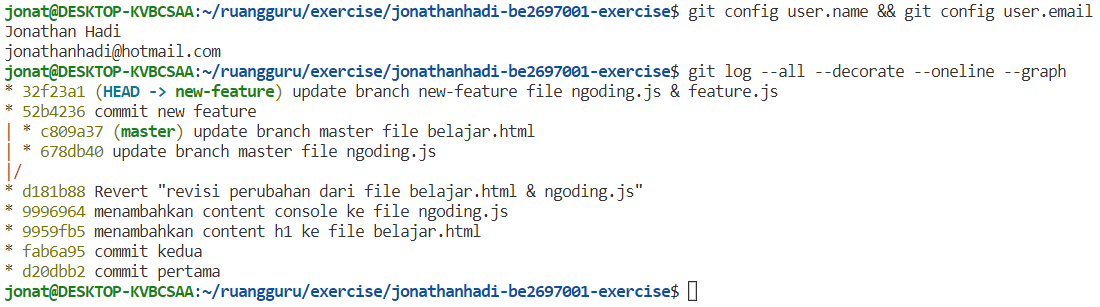 jonat@DESKTOP-KVBCSAA:~/ruangguru/exercise/jonathanhadi-be2697001-exercise$ git config user.name && git config user.email
Jonathan Hadi
jonathanhadi@hotmail.com
jonat@DESKTOP-KVBCSAA:~/ruangguru/exercise/jonathanhadi-be2697001-exercise$ git log --all --decorate --oneline --graph
* 32f23a1 (HEAD -> new-feature) update branch new-feature file ngoding.js & feature.js
* 52b4236 commit new feature
| * c809a37 (master) update branch master file belajar.html
| * 678db40 update branch master file ngoding.js
|/
* d181b88 Revert "revisi perubahan dari file belajar.html & ngoding.js"
* 9996964 menambahkan content console ke file ngoding.js
* 9959fb5 menambahkan content h1 ke file belajar.html
* fab6a95 commit kedua
* d20dbb2 commit pertama
jonat@DESKTOP-KVBCSAA:~/ruangguru/exercise/jonathanhadi-be2697001-exercise$